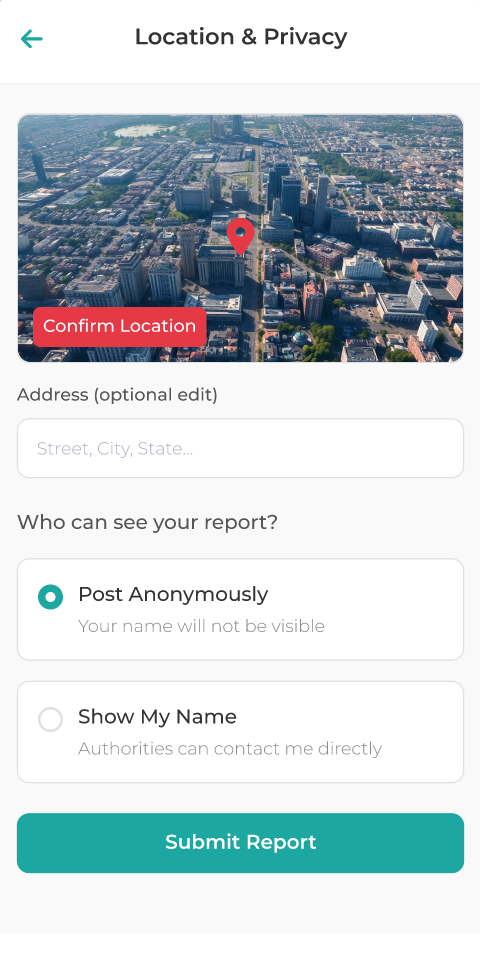 Location & Privacy
Confirm Location
Address (optional edit)
Street, City, State...
Who can see your report?
Post Anonymously
Your name will not be visible
Show My Name
Authorities can contact me directly
Submit Report